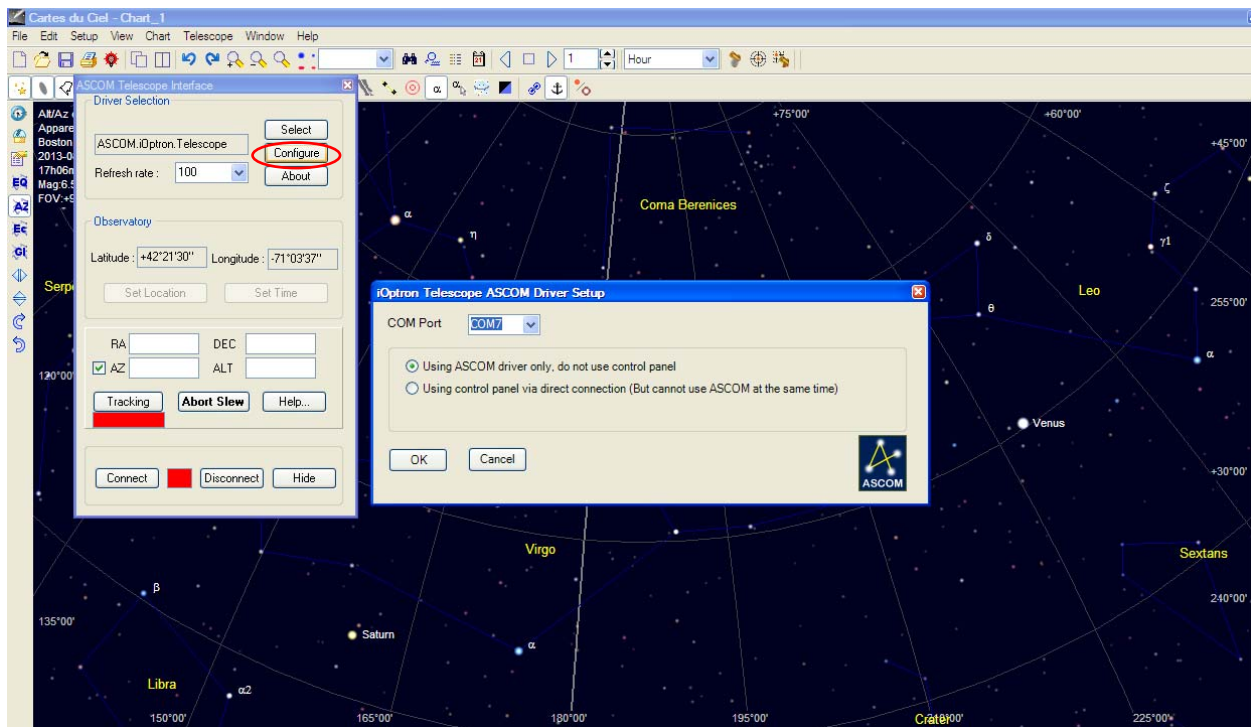 Cartes du Ciel - Chart_1
File Edit Setup View Chart Telescope Window Help
1 Hour
ASCOM Telescope Interface
Driver Selection
ASCOM.iOptron.Telescope
Select
Configure
Refresh rate : 100
About
Observatory
Latitude : +42°21'30" Longitude : -71°03'37"
Set Location Set Time
RA DEC
AZ ALT
Tracking Abort Slew Help...
Connect Disconnect Hide
Alt/Az
Appare
Boston
2013-0
17h06m
Mag:6.5
FOV:+9
EQ
AZ
Ec
Gl
iOptron Telescope ASCOM Driver Setup
COM Port COM7
Using ASCOM driver only, do not use control panel
Using control panel via direct connection (But cannot use ASCOM at the same time)
OK Cancel
ASCOM
+75°00'
+60°00'
+45°00'
Coma Berenices
α
η
ζ
δ
γ1
Serp
Leo
255°00'
θ
α
120°00'
Venus
+30°00'
Virgo
Sextans
β
240°00'
135°00'
Saturn
α
Libra
α2
150°00' 165°00' 180°00' 195°00' Crater 225°00'